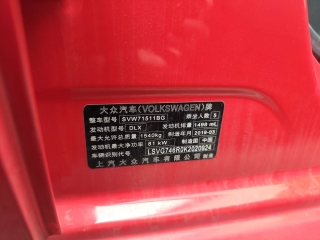 大众汽车(VOLKSWAGEN)牌
整车型号 SVW71511BG 乘坐人数 5
发动机型号 DLX 发动机排量 1498 mL
最大允许总质量 1540kg 制造年月 2019-03
发动机最大净功率 81 kW 制造国 中国
车辆识别代号 LSVG746R0K2020924
上汽大众汽车有限公司